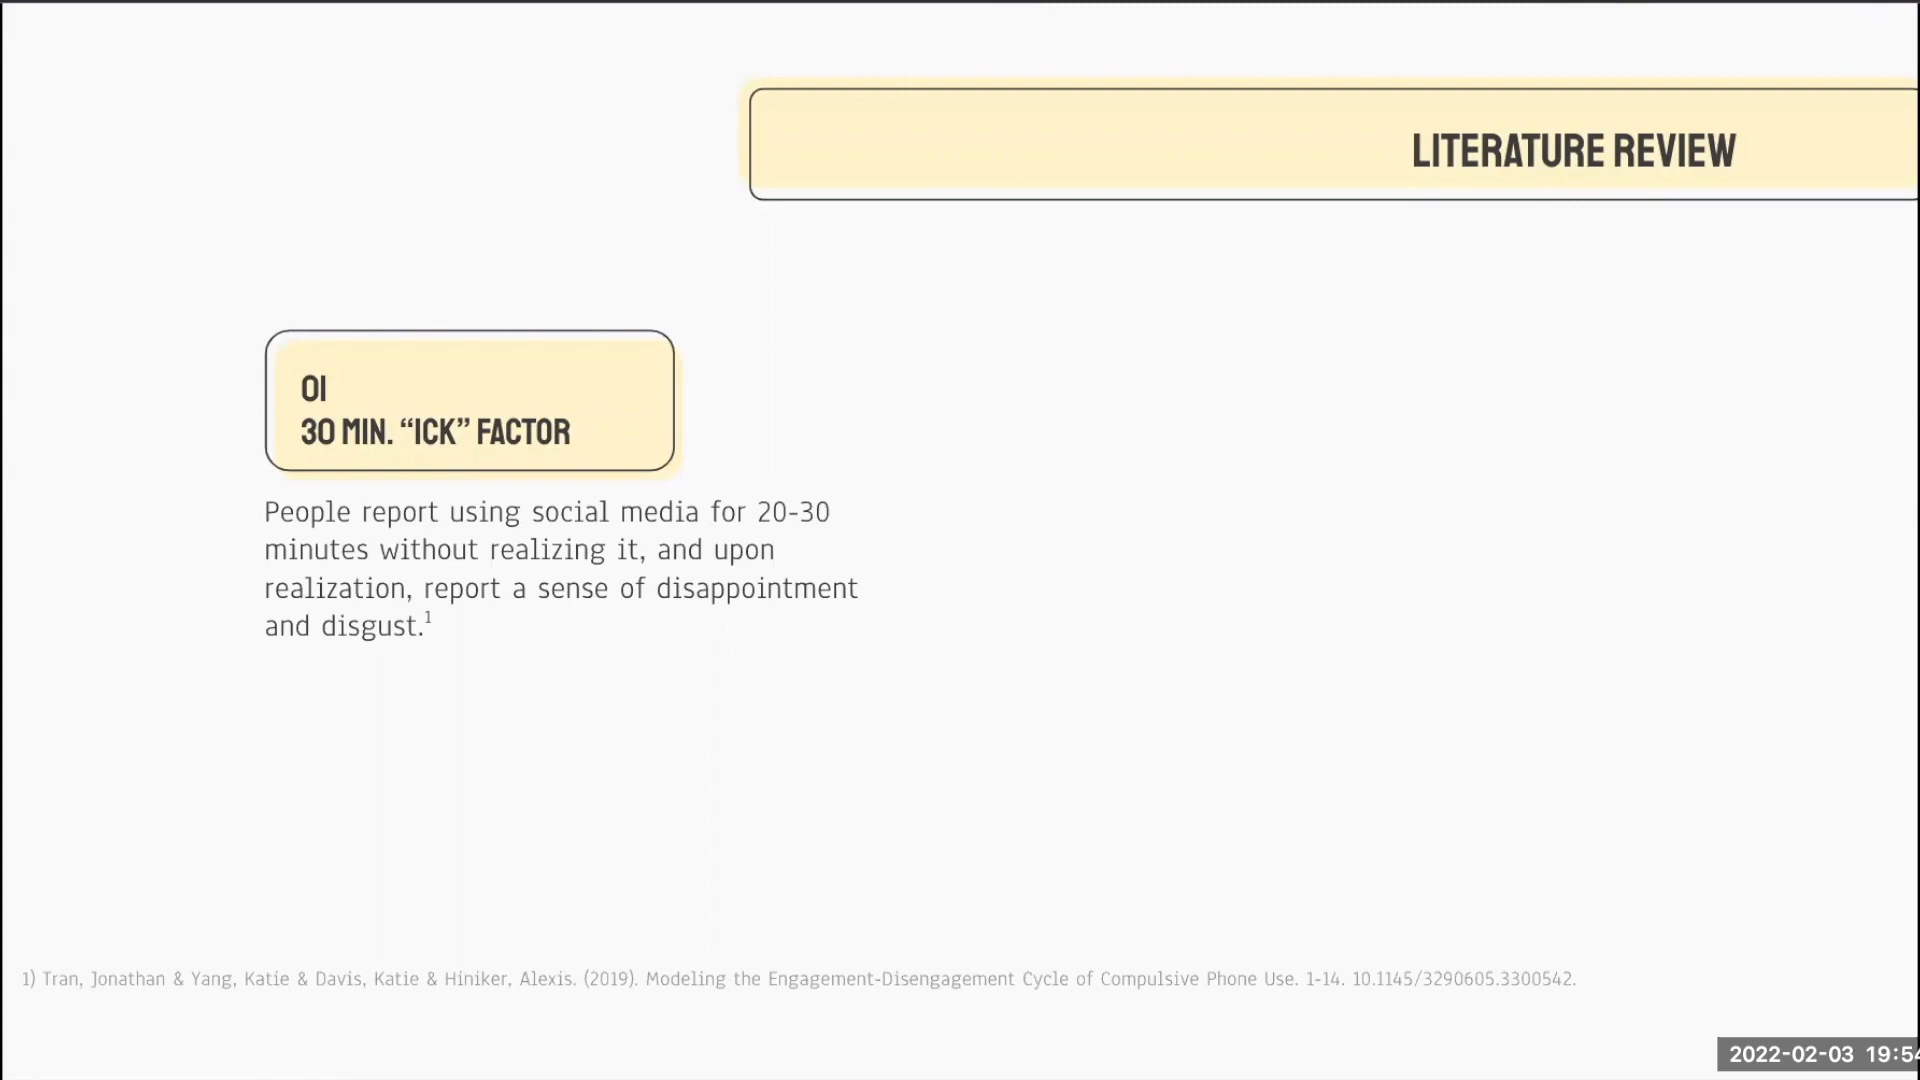 LITERATURE REVIEW
01
30 MIN. “ICK” FACTOR
People report using social media for 20-30
minutes without realizing it, and upon
realization, report a sense of disappointment
and disgust.1
1) Tran, Jonathan & Yang, Katie & Davis, Katie & Hiniker, Alexis. (2019). Modeling the Engagement-Disengagement Cycle of Compulsive Phone Use. 1-14. 10.1145/3290605.3300542.
2022-02-03 19:54